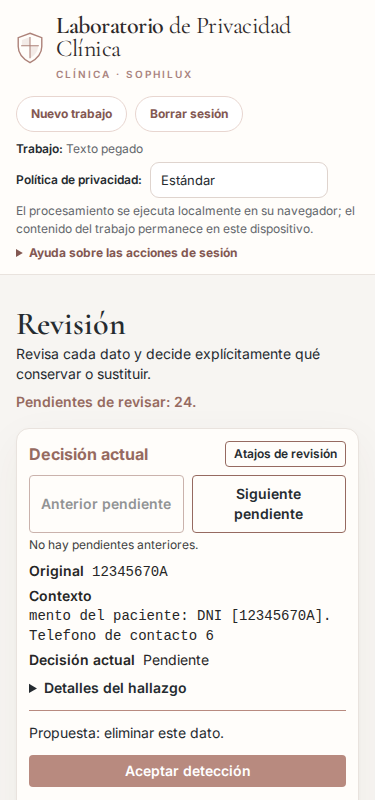 Laboratorio de Privacidad
Clínica
CLÍNICA · SOPHILUX
Nuevo trabajo
Borrar sesión
Trabajo: Texto pegado
Política de privacidad: Estándar
El procesamiento se ejecuta localmente en su navegador; el
contenido del trabajo permanece en este dispositivo.
Ayuda sobre las acciones de sesión
Revisión
Revisa cada dato y decide explícitamente qué
conservar o sustituir.
Pendientes de revisar: 24.
Decisión actual
Atajos de revisión
Anterior pendiente
Siguiente
pendiente
No hay pendientes anteriores.
Original 12345670A
Contexto
mento del paciente: DNI [12345670A].
Telefono de contacto 6
Decisión actual Pendiente
Detalles del hallazgo
Propuesta: eliminar este dato.
Aceptar detección